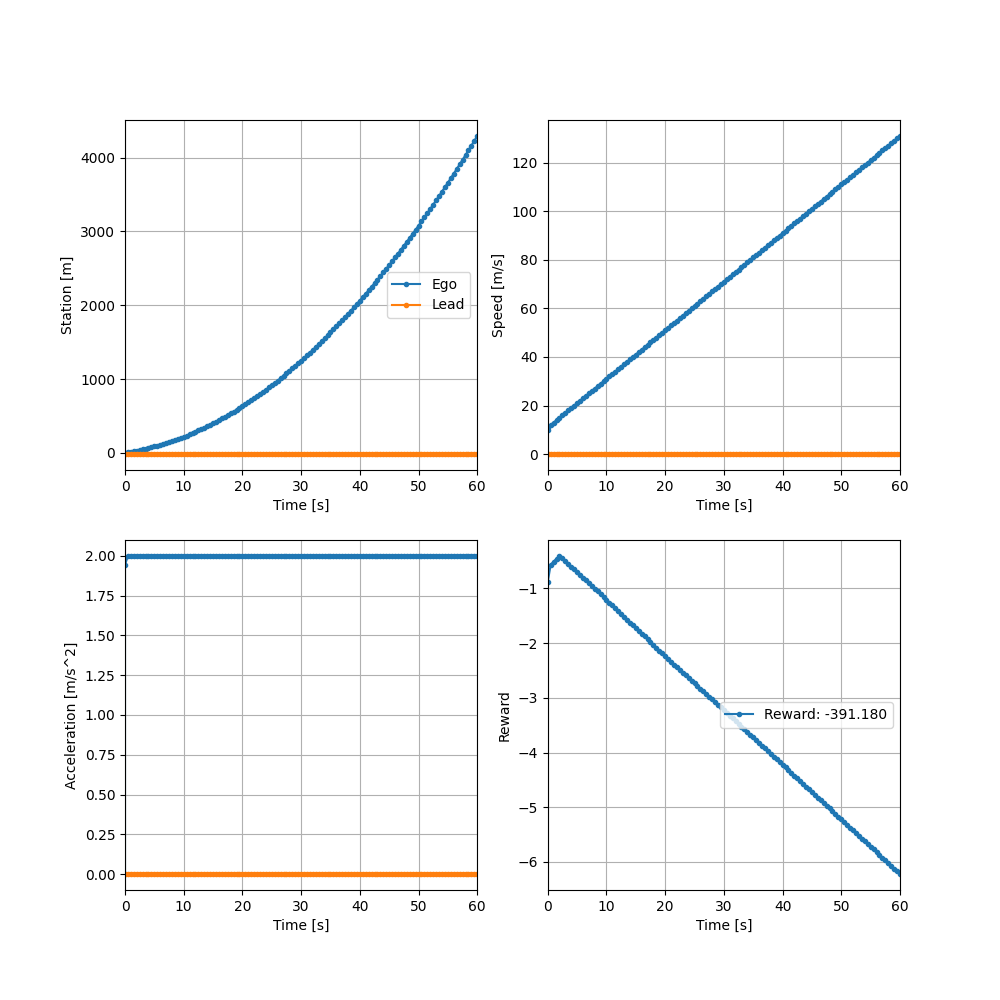 4000
3000
2000
1000
0
Station [m]
0 10 20 30 40 50 60
Time [s]
Ego
Lead
120
100
80
60
40
20
0
Speed [m/s]
0 10 20 30 40 50 60
Time [s]
2.00
1.75
1.50
1.25
1.00
0.75
0.50
0.25
0.00
Acceleration [m/s^2]
0 10 20 30 40 50 60
Time [s]
−1
−2
−3
−4
−5
−6
Reward
Reward: -391.180
0 10 20 30 40 50 60
Time [s]